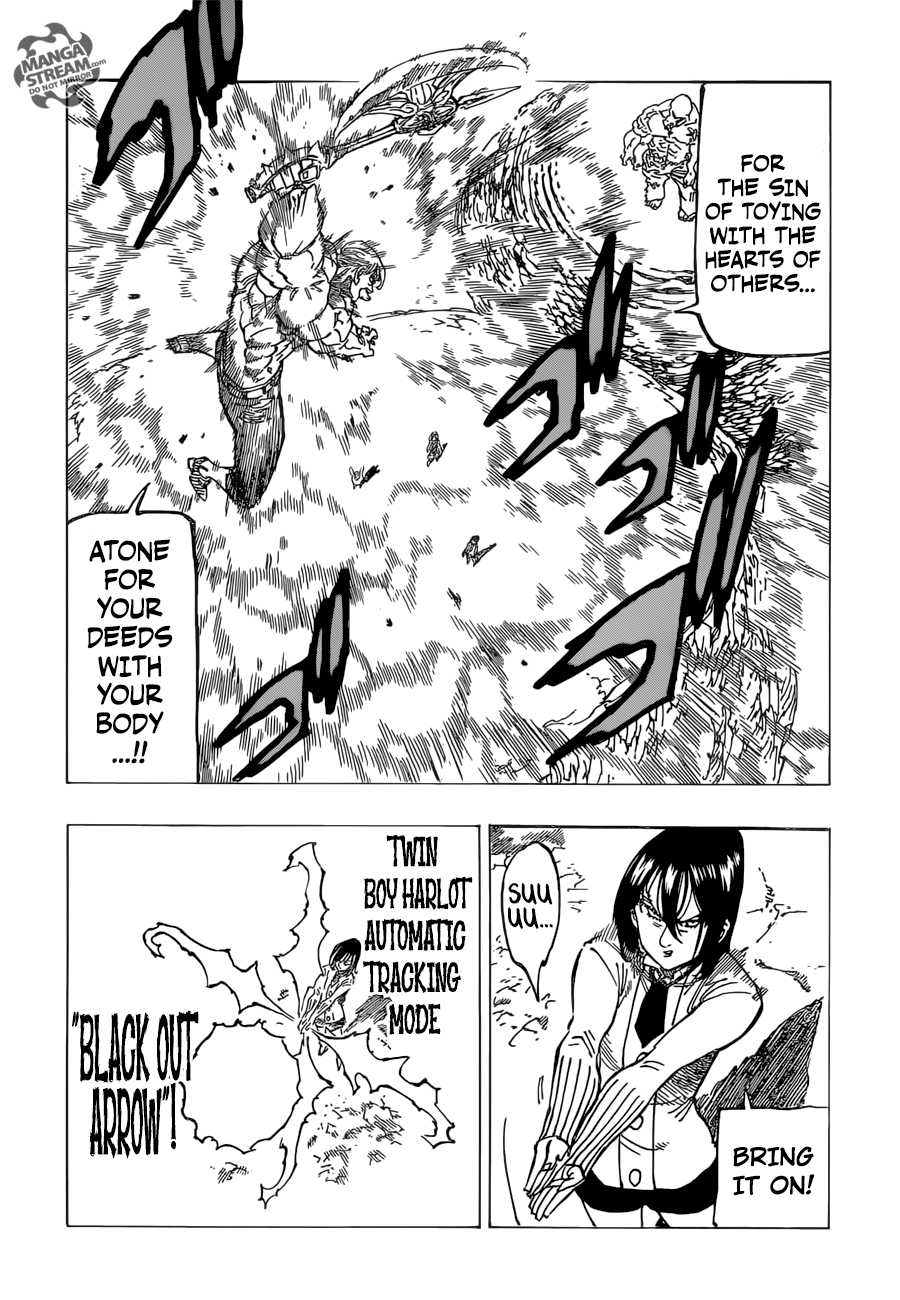 MANGA
STREAM.com
DO NOT MIRROR
FOR
THE SIN
OF TOYING
WITH THE
HEARTS OF
OTHERS...
ATONE
FOR
YOUR
DEEDS
WITH
YOUR
BODY
...!!
SUU
UU...
BRING
IT ON!
TWIN
BOY HARLOT
AUTOMATIC
TRACKING
MODE
"BLACK OUT
ARROW"!